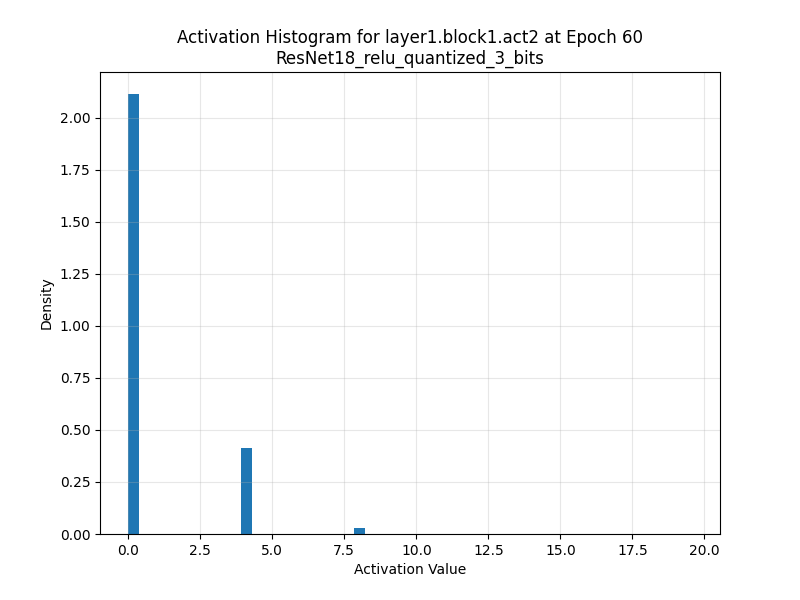 Activation Histogram for layer1.block1.act2 at Epoch 60
ResNet18_relu_quantized_3_bits
Density
2.00
1.75
1.50
1.25
1.00
0.75
0.50
0.25
0.00
0.0 2.5 5.0 7.5 10.0 12.5 15.0 17.5 20.0
Activation Value